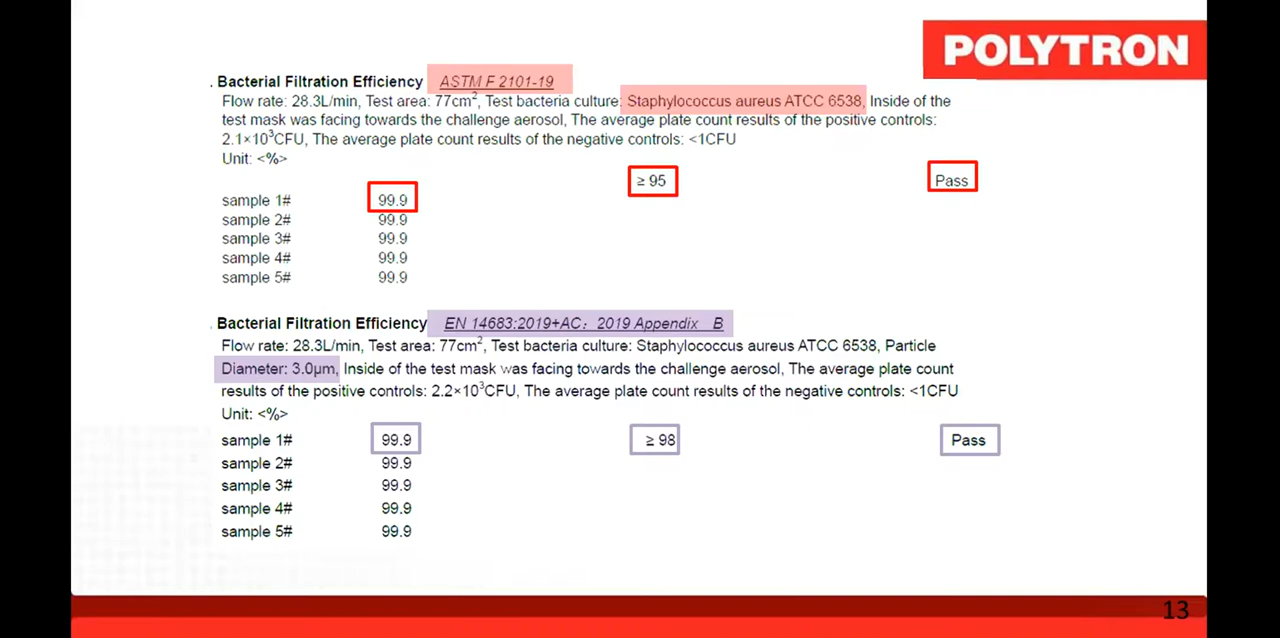 POLYTRON
. Bacterial Filtration Efficiency ASTM F 2101-19
Flow rate: 28.3L/min, Test area: 77cm², Test bacteria culture: Staphylococcus aureus ATCC 6538, Inside of the
test mask was facing towards the challenge aerosol, The average plate count results of the positive controls:
2.1×10³CFU, The average plate count results of the negative controls: <1CFU
Unit: <%>
≥ 95 Pass
sample 1# 99.9
sample 2# 99.9
sample 3# 99.9
sample 4# 99.9
sample 5# 99.9
. Bacterial Filtration Efficiency EN 14683:2019+AC：2019 Appendix B
Flow rate: 28.3L/min, Test area: 77cm², Test bacteria culture: Staphylococcus aureus ATCC 6538, Particle
Diameter: 3.0μm, Inside of the test mask was facing towards the challenge aerosol, The average plate count
results of the positive controls: 2.2×10³CFU, The average plate count results of the negative controls: <1CFU
Unit: <%>
sample 1# 99.9 ≥ 98 Pass
sample 2# 99.9
sample 3# 99.9
sample 4# 99.9
sample 5# 99.9
13